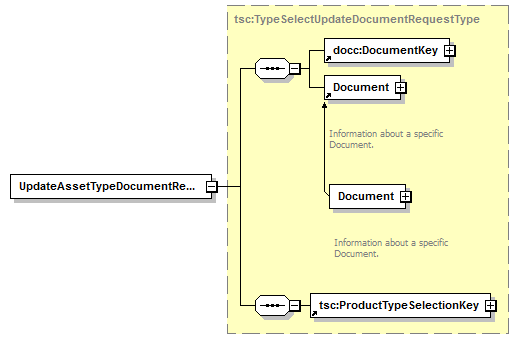 tsc:TypeSelectUpdateDocumentRequestType
docc:DocumentKey
Document
Information about a specific
Document.
UpdateAssetTypeDocumentRe...
Document
Information about a specific
Document.
tsc:ProductTypeSelectionKey